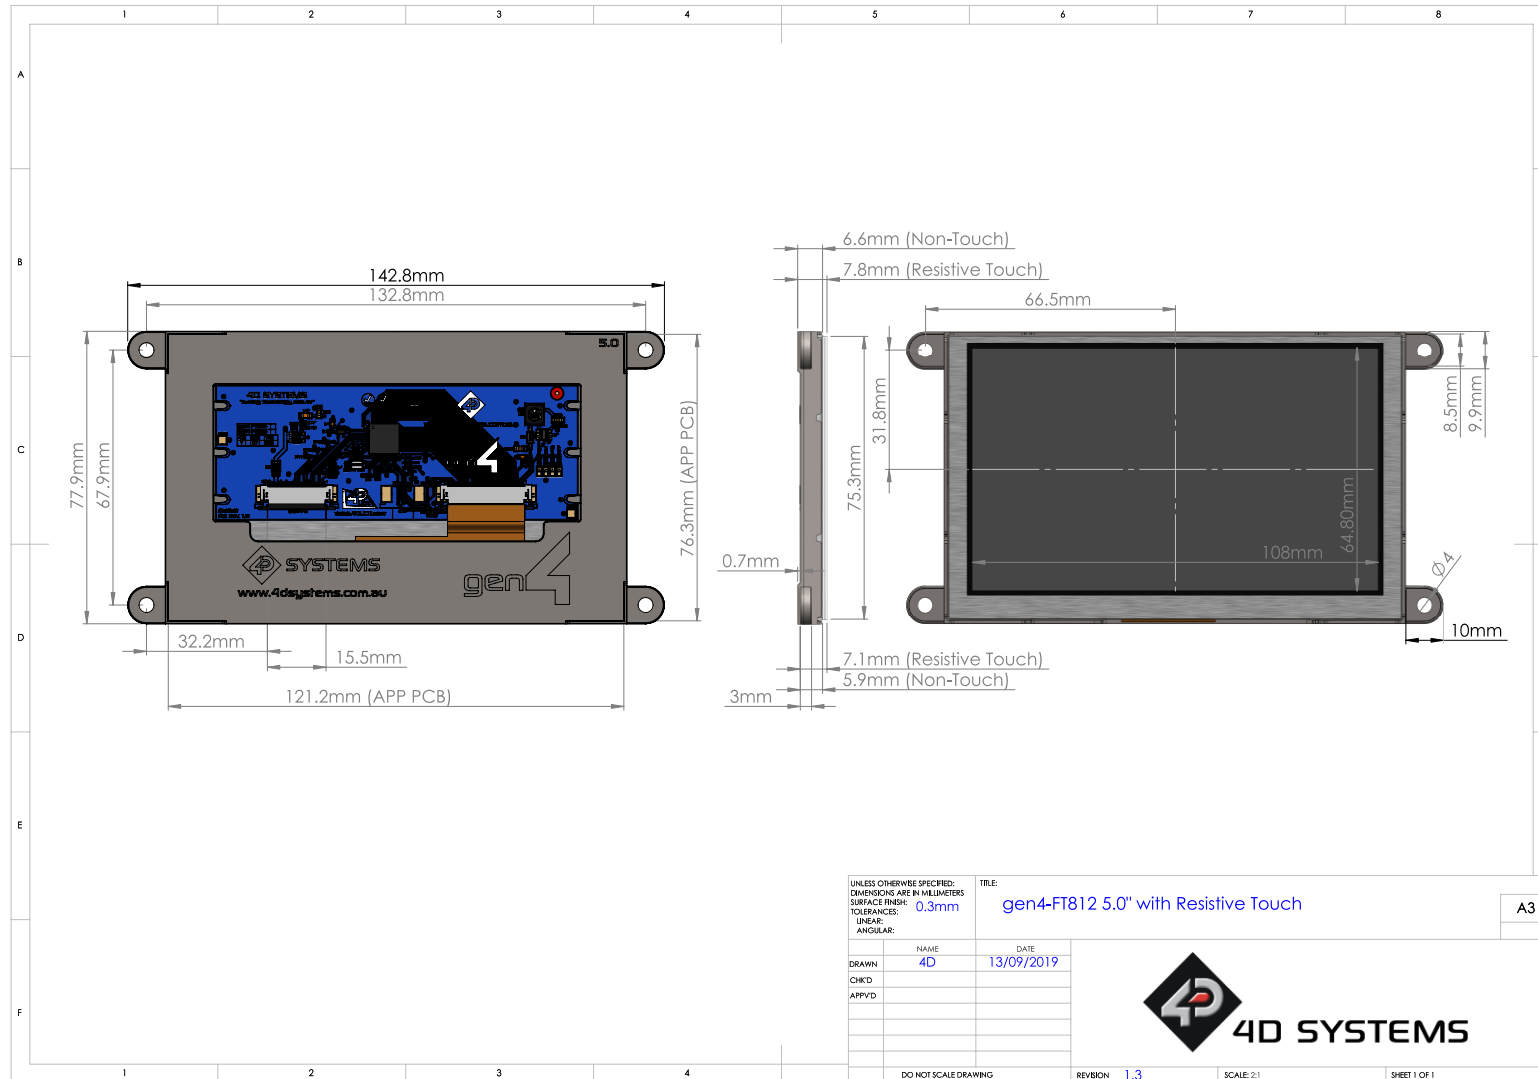 1 2 3 4 5 6 7 8
A
B
C
D
E
F
142.8mm
132.8mm
77.9mm
67.9mm
5.0
4D SYSTEMS
76.3mm (APP PCB)
SYSTEMS
www.4dsystems.com.au
gen4
32.2mm
15.5mm
121.2mm (APP PCB)
6.6mm (Non-Touch)
7.8mm (Resistive Touch)
75.3mm
0.7mm
7.1mm (Resistive Touch)
5.9mm (Non-Touch)
3mm
66.5mm
31.8mm
8.5mm
9.9mm
64.80mm
108mm
Ø4
10mm
UNLESS OTHERWISE SPECIFIED:
DIMENSIONS ARE IN MILLIMETERS
SURFACE FINISH: 0.3mm
TOLERANCES:
LINEAR:
ANGULAR:
TITLE:
gen4-FT812 5.0" with Resistive Touch
A3
NAME DATE
DRAWN 4D 13/09/2019
CHK'D
APPV'D
4D SYSTEMS
DO NOT SCALE DRAWING REVISION 1.3 SCALE: 2:1 SHEET 1 OF 1
1 2 3 4